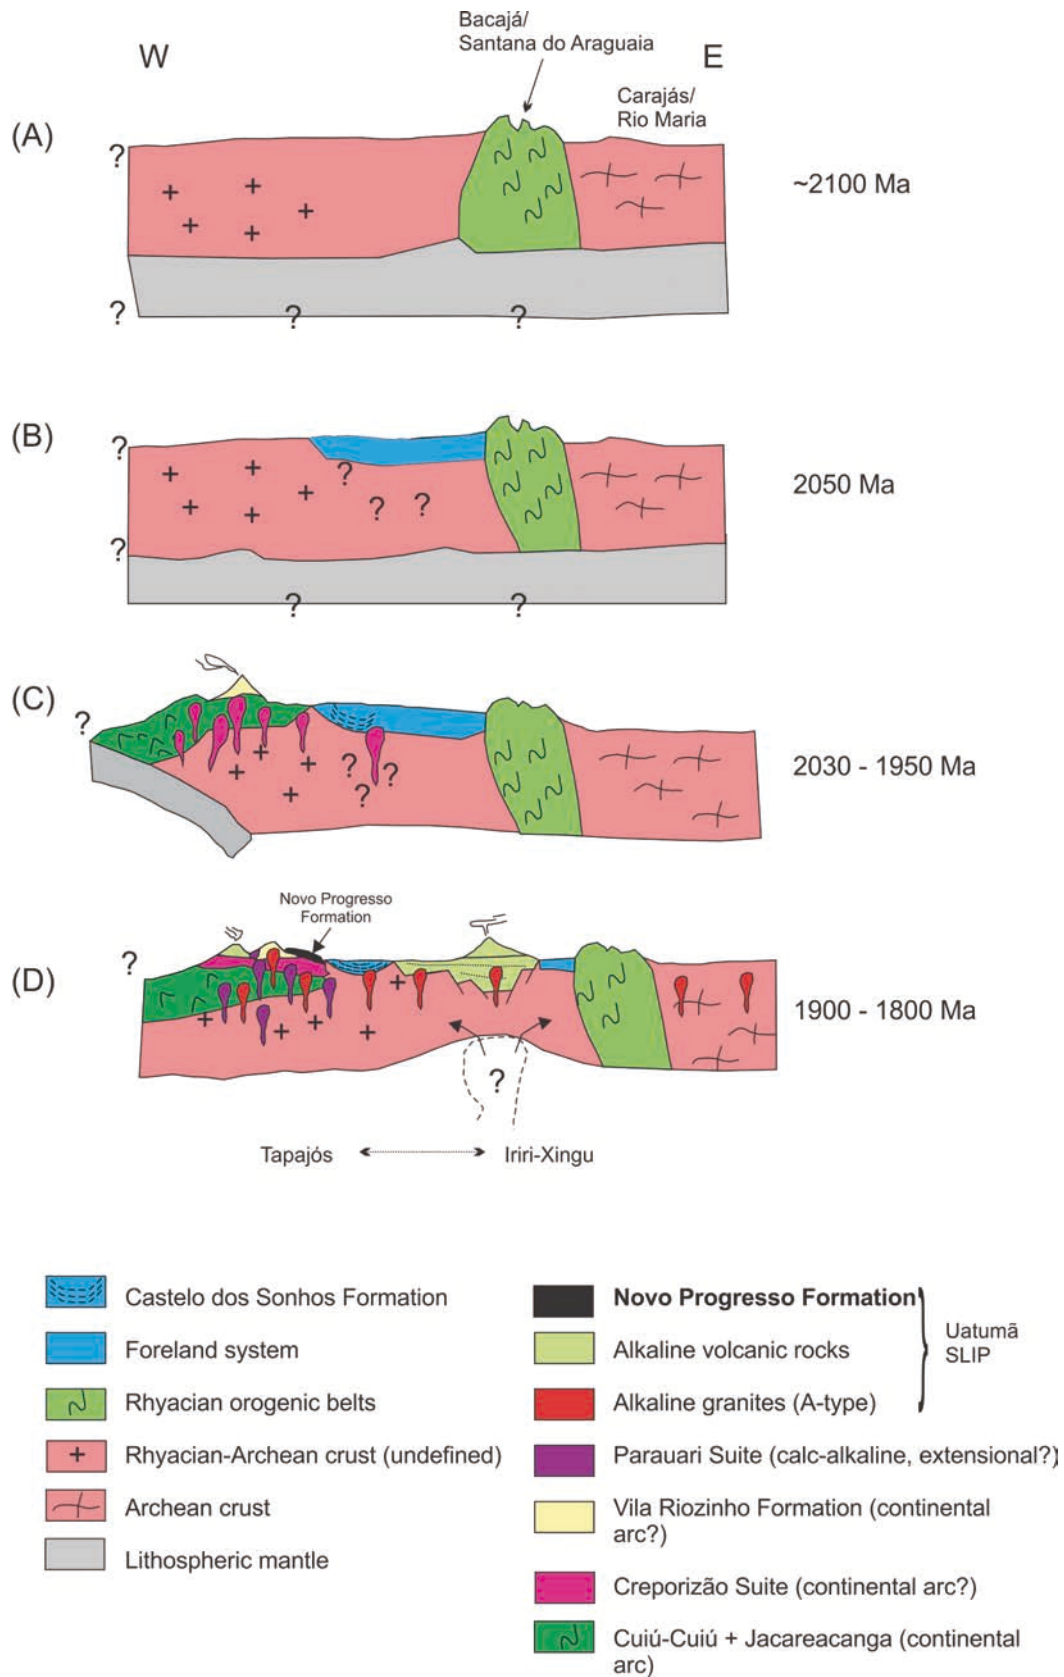 Bacajá/
Santana do Araguaia
W
E
Carajás/
Rio Maria
(A)
?
~2100 Ma
?
?
?
(B)
?
2050 Ma
?
?
?
?
?
?
(C)
?
2030 - 1950 Ma
?
?
?
Novo Progresso
Formation
(D)
?
1900 - 1800 Ma
?
Tapajós
Iriri-Xingu
Castelo dos Sonhos Formation
Foreland system
Rhyacian orogenic belts
Rhyacian-Archean crust (undefined)
Archean crust
Lithospheric mantle
Novo Progresso Formation
Alkaline volcanic rocks
Alkaline granites (A-type)
Uatumã
SLIP
Parauari Suite (calc-alkaline, extensional?)
Vila Riozinho Formation (continental
arc?)
Creporizão Suite (continental arc?)
Cuiú-Cuiú + Jacareacanga (continental
arc)